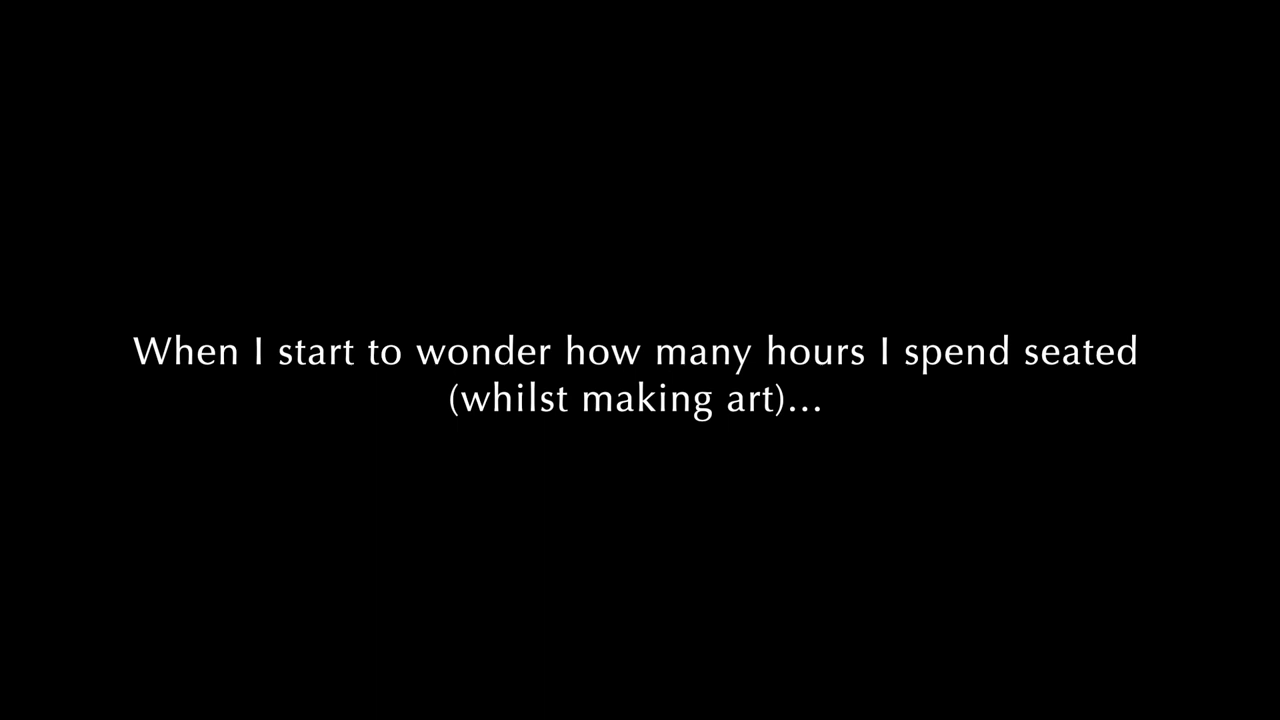 When I start to wonder how many hours I spend seated
(whilst making art)...